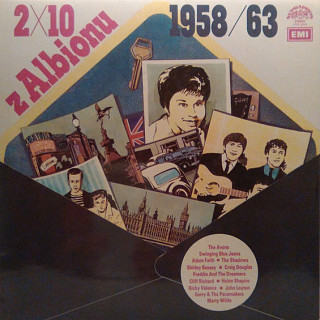 2x10
z Albionu
1958/63
SUPRAPHON
EMI
The Avons
Swinging Blue Jeans
Adam Faith ★ The Shadows
Shirley Bassey ★ Craig Douglas
Freddie And The Dreamers
Cliff Richard ★ Helen Shapiro
Ricky Valance ★ John Leyton
Gerry & The Pacemakers
Marty Wilde